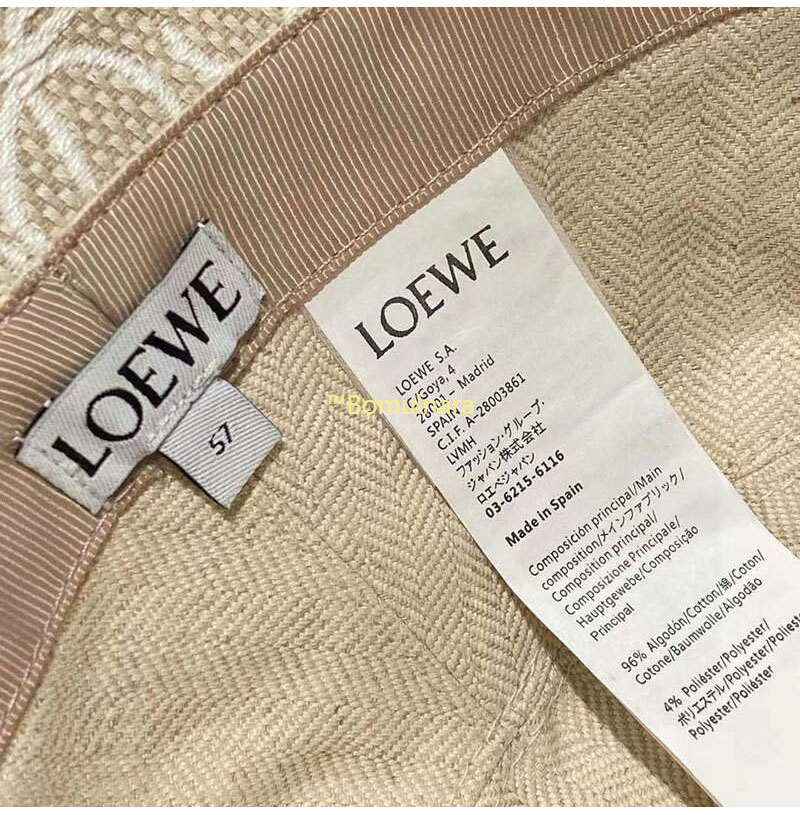 LOEWE
57
LOEWE
LOEWE S.A.
Goya, 4
Madrid
SPAIN
C.I.F. A-28003861
LVMH
ファッション・グループ・
ジャパン株式会社
ロエベジャパン
03-6215-6116
Made in Spain
Composición principal/Main
composition/メインファブリック/
Composition principal/
Composizione Principale/
Hauptgewebe/Composição
Principal
96% Algodón/Cotton/綿/Coton/
Cotone/Baumwolle/Algodão
4% Poliéster/Polyester/
ポリエステル/Polyester/
Polyester/Poliéster
™Bomulnara